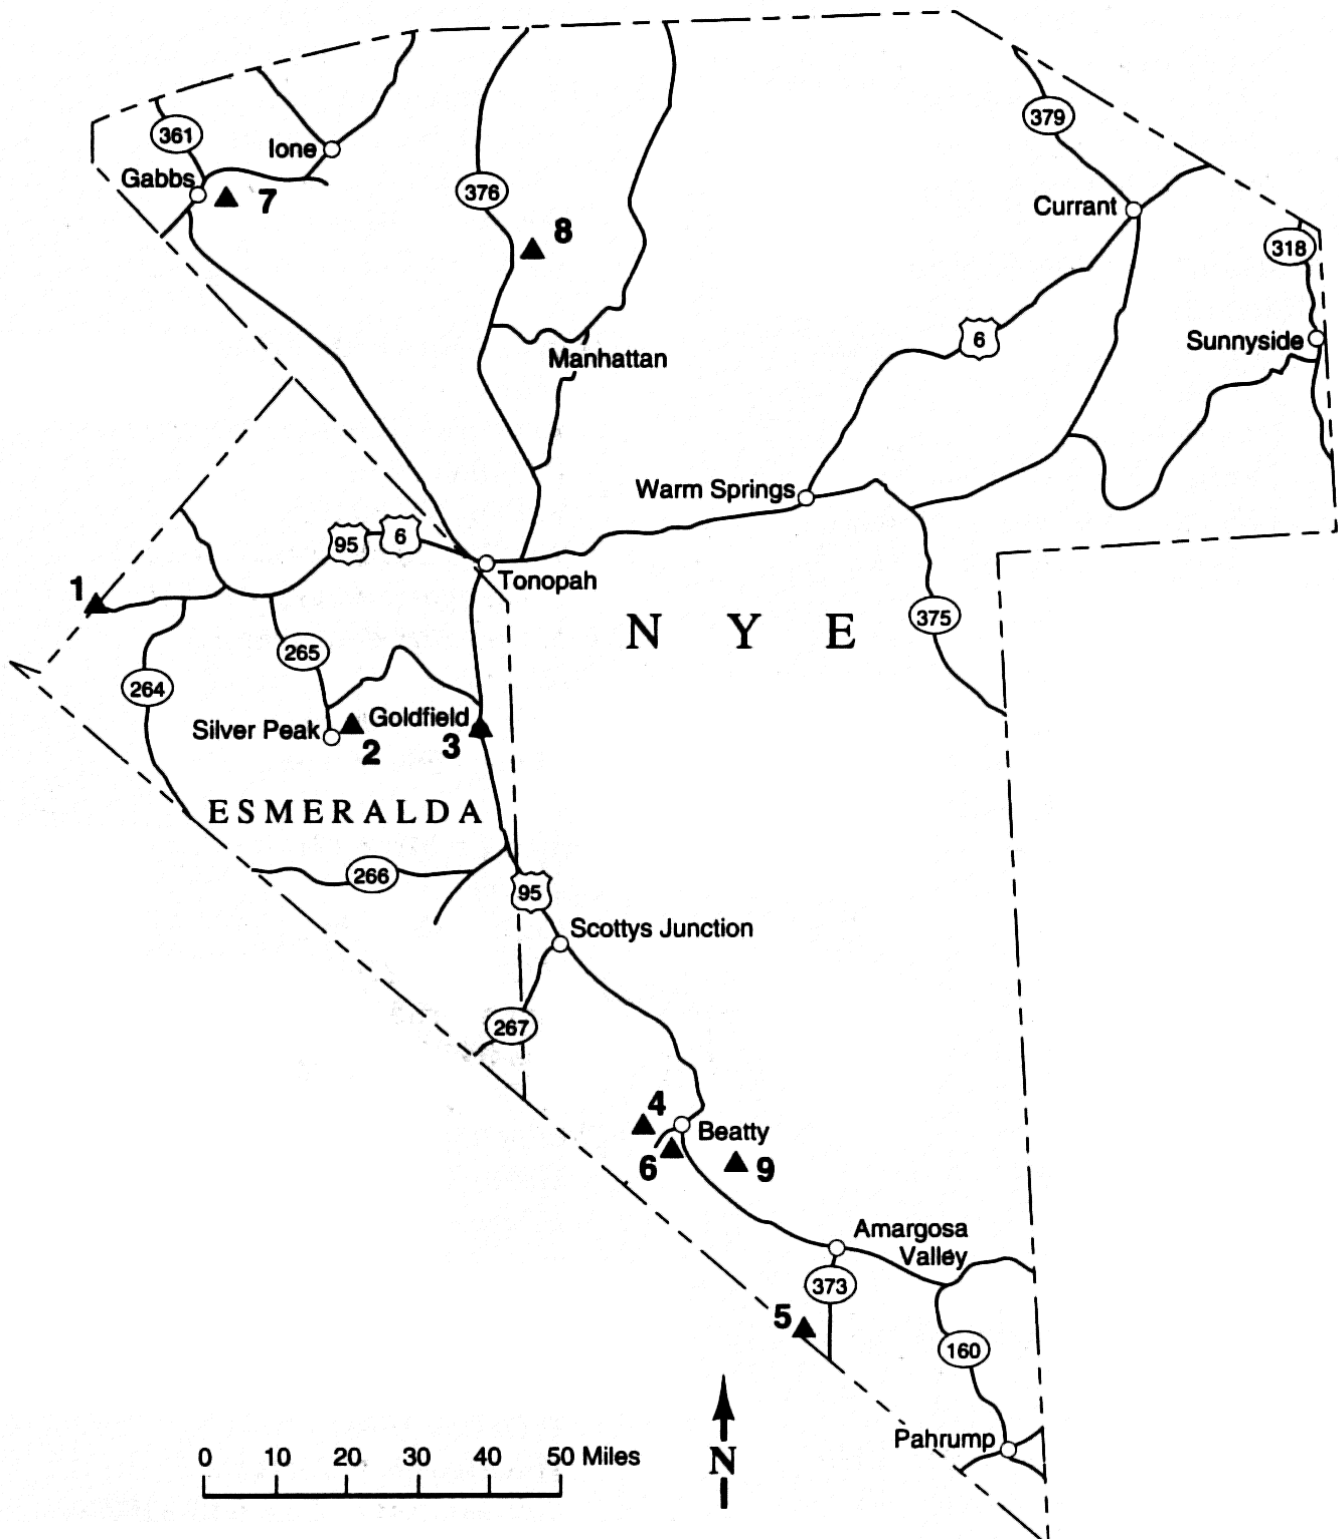 379
361
Ione
Gabbs
7
376
8
Currant
318
6
Sunnyside
Manhattan
Warm Springs
95
6
1
Tonopah
N Y E
375
265
264
Silver Peak
Goldfield
2
3
ESMERALDA
266
95
Scottys Junction
267
4
Beatty
6
9
Amargosa
Valley
373
5
160
Pahrump
0 10 20 30 40 50 Miles
N